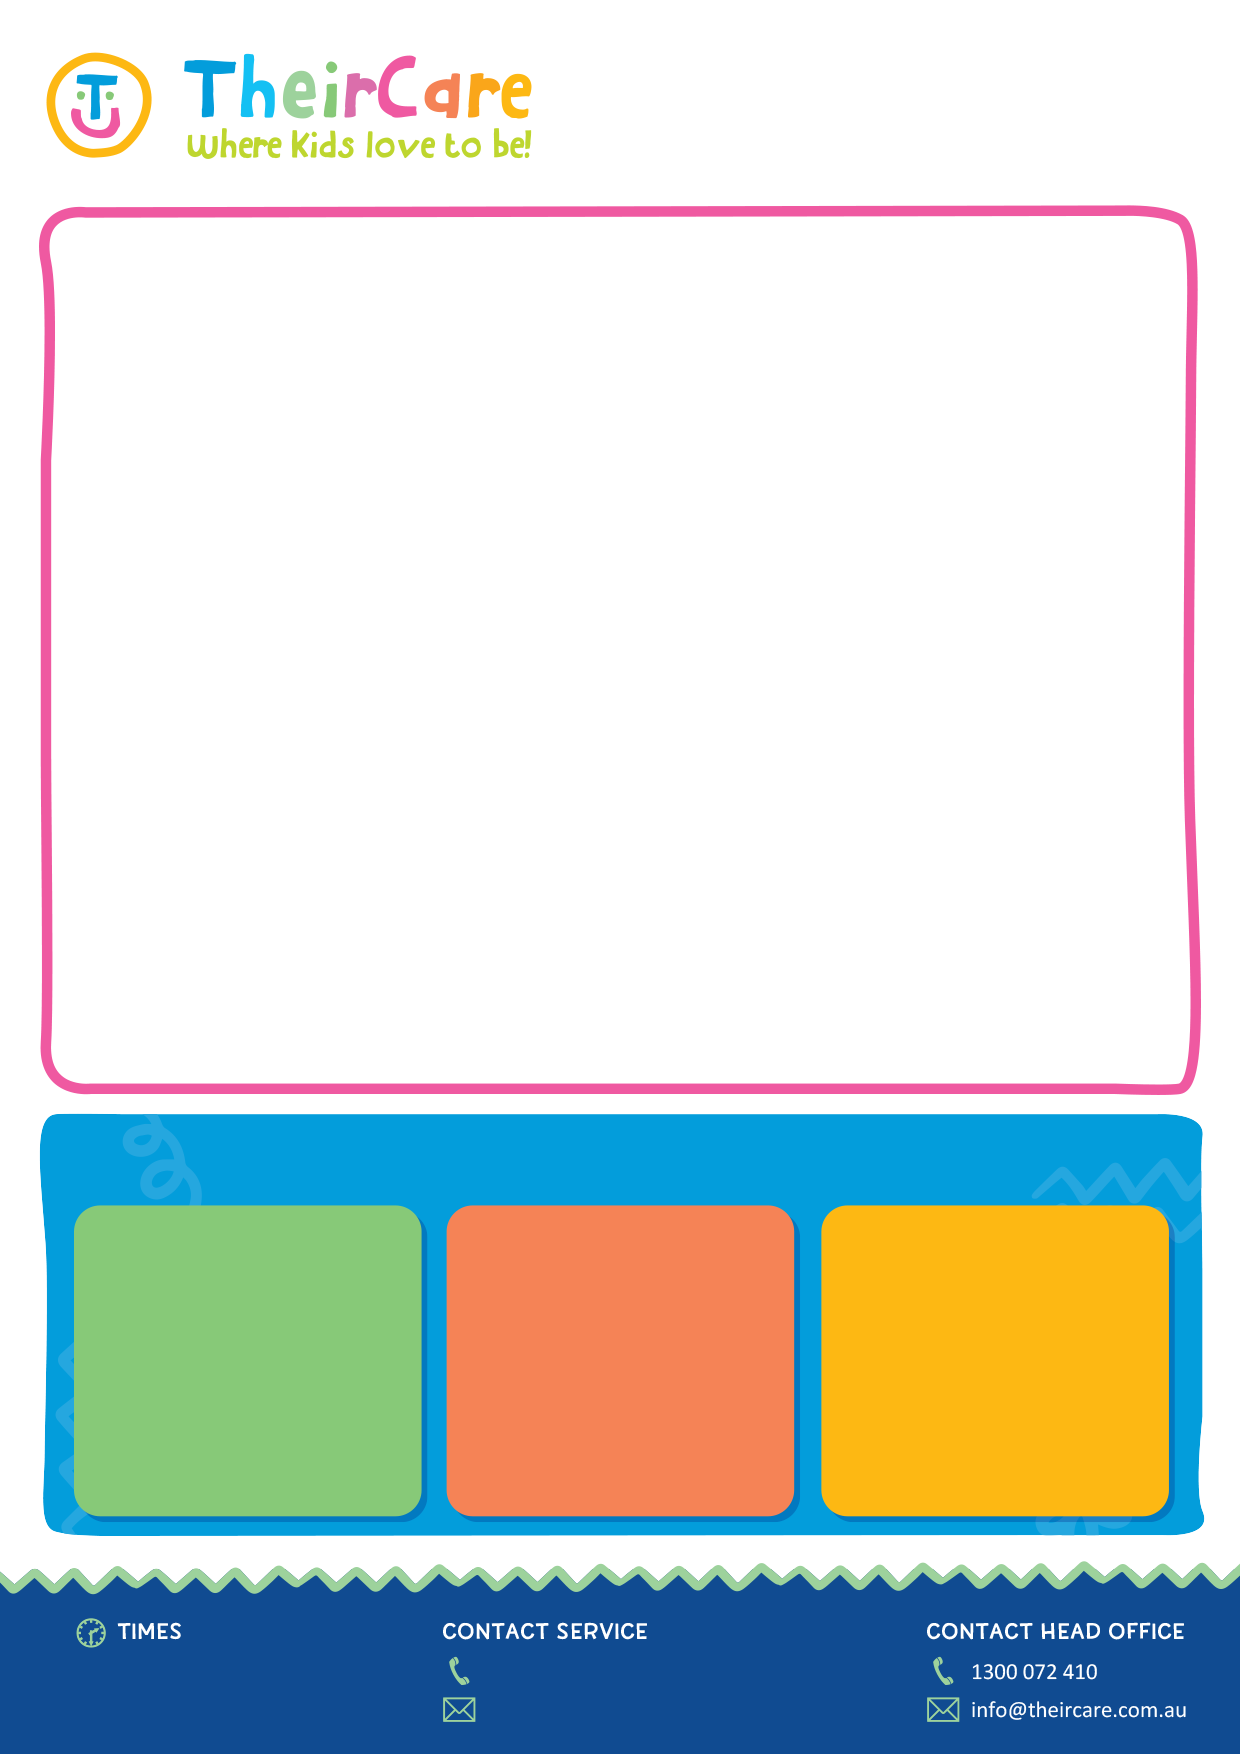 TheirCare
Where Kids love to be!
TIMES
CONTACT SERVICE
CONTACT HEAD OFFICE
1300 072 410
info@theircare.com.au